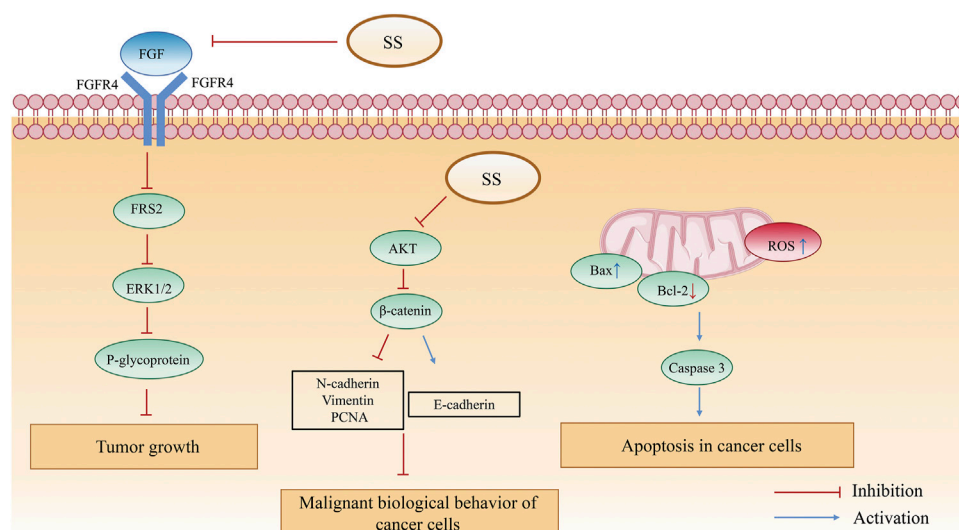 FGF
SS
FGFR4
FGFR4
FRS2
ERK1/2
P-glycoprotein
Tumor growth
SS
AKT
β-catenin
N-cadherin
Vimentin
PCNA
E-cadherin
Malignant biological behavior of
cancer cells
ROS ↑
Bax ↑
Bcl-2 ↓
Caspase 3
Apoptosis in cancer cells
Inhibition
Activation